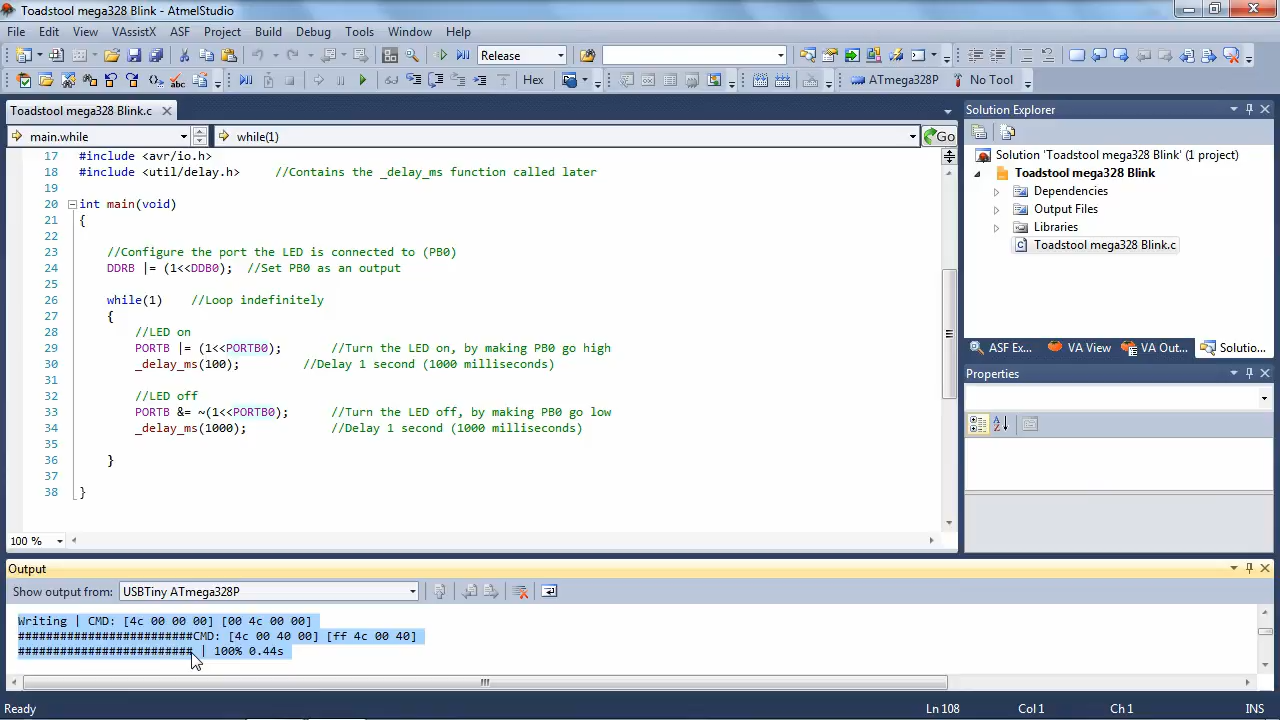 Toadstool mega328 Blink - AtmelStudio
File Edit View VAssistX ASF Project Build Debug Tools Window Help
Release
Hex ATmega328P No Tool
Toadstool mega328 Blink.c
main.while while(1) Go
17 #include <avr/io.h>
18 #include <util/delay.h> //Contains the _delay_ms function called later
19
20 int main(void)
21 {
22
23 //Configure the port the LED is connected to (PB0)
24 DDRB |= (1<<DDB0); //Set PB0 as an output
25
26 while(1) //Loop indefinitely
27 {
28 //LED on
29 PORTB |= (1<<PORTB0); //Turn the LED on, by making PB0 go high
30 _delay_ms(100); //Delay 1 second (1000 milliseconds)
31
32 //LED off
33 PORTB &= ~(1<<PORTB0); //Turn the LED off, by making PB0 go low
34 _delay_ms(1000); //Delay 1 second (1000 milliseconds)
35
36 }
37
38 }
100 %
Solution Explorer
Solution 'Toadstool mega328 Blink' (1 project)
Toadstool mega328 Blink
Dependencies
Output Files
Libraries
Toadstool mega328 Blink.c
ASF Ex... VA View VA Out... Solutio...
Properties
Output
Show output from: USBTiny ATmega328P
Writing | CMD: [4c 00 00 00] [00 4c 00 00]
#########################CMD: [4c 00 40 00] [ff 4c 00 40]
######################### | 100% 0.44s
Ready Ln 108 Col 1 Ch 1 INS